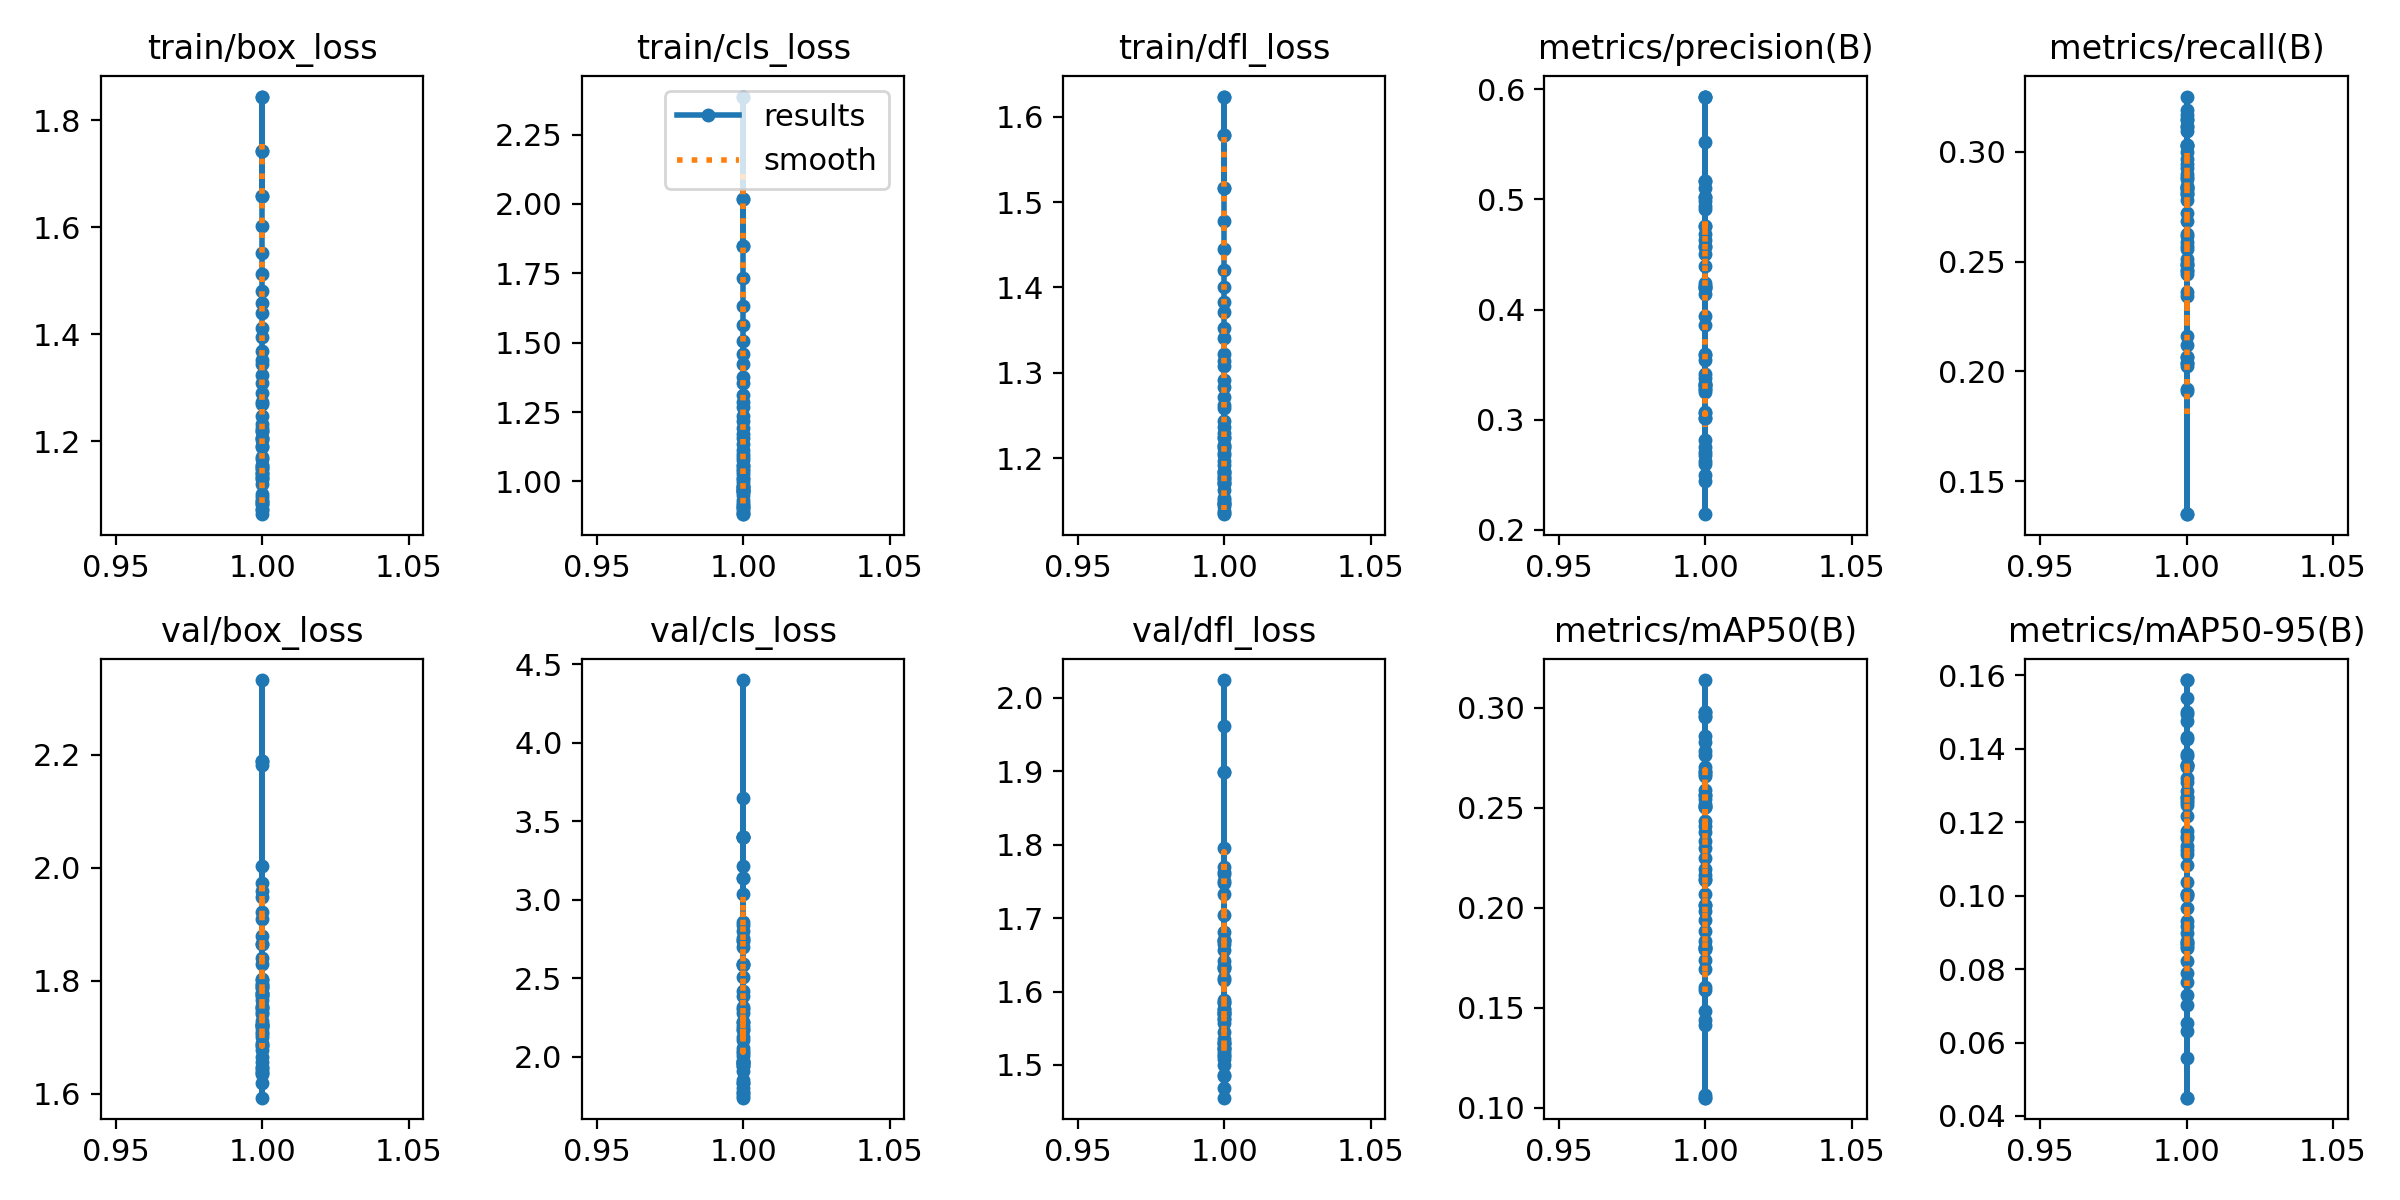 train/box_loss
train/cls_loss
train/dfl_loss
metrics/precision(B)
metrics/recall(B)
1.8
1.6
1.4
1.2
0.95 1.00 1.05
2.25
2.00
1.75
1.50
1.25
1.00
0.95 1.00 1.05
results
smooth
1.6
1.5
1.4
1.3
1.2
0.95 1.00 1.05
0.6
0.5
0.4
0.3
0.2
0.95 1.00 1.05
0.30
0.25
0.20
0.15
0.95 1.00 1.05
val/box_loss
val/cls_loss
val/dfl_loss
metrics/mAP50(B)
metrics/mAP50-95(B)
2.2
2.0
1.8
1.6
0.95 1.00 1.05
4.5
4.0
3.5
3.0
2.5
2.0
0.95 1.00 1.05
2.0
1.9
1.8
1.7
1.6
1.5
0.95 1.00 1.05
0.30
0.25
0.20
0.15
0.10
0.95 1.00 1.05
0.16
0.14
0.12
0.10
0.08
0.06
0.04
0.95 1.00 1.05